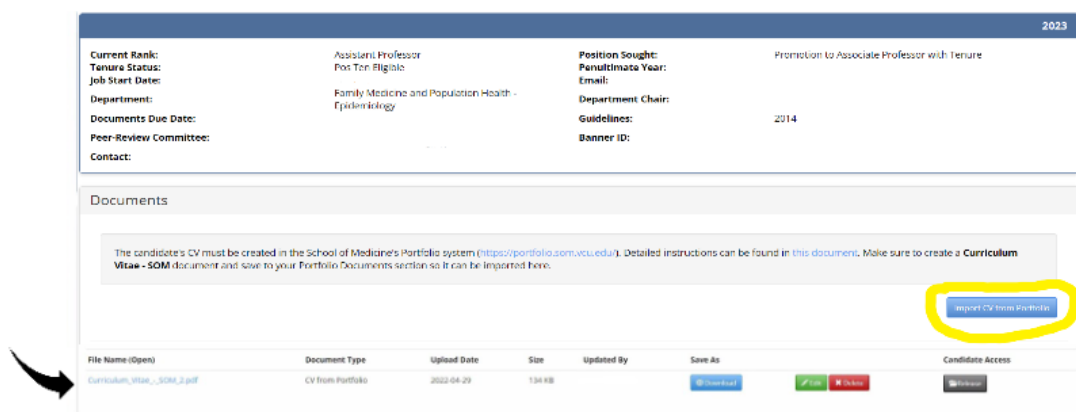 2023
Current Rank: Assistant Professor Position Sought: Promotion to Associate Professor with Tenure
Tenure Status: Pos Ten Eligible Penultimate Year:
Job Start Date: Email:
Department: Family Medicine and Population Health - Epidemiology Department Chair:
Documents Due Date: Guidelines: 2014
Peer-Review Committee: Banner ID:
Contact:
Documents
The candidate's CV must be created in the School of Medicine's Portfolio system (https://portfolio.som.vcu.edu/). Detailed instructions can be found in this document. Make sure to create a Curriculum
Vitae - SOM document and save to your Portfolio Documents section so it can be imported here.
Import CV from Portfolio
File Name (Open) Document Type Upload Date Size Updated By Save As Candidate Access
Curriculum_Vitae_-_SOM_2.pdf CV from Portfolio 2022-04-29 134 KB Download Edit Delete Release